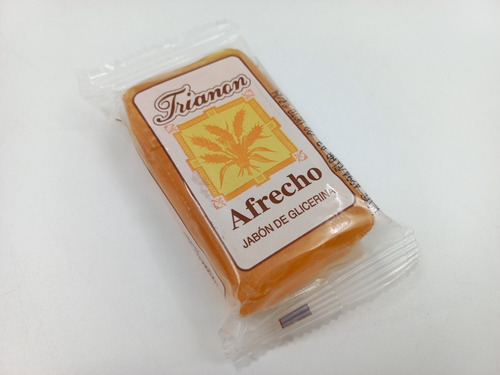 Trianon
Afrecho
JABÓN DE GLICERINA